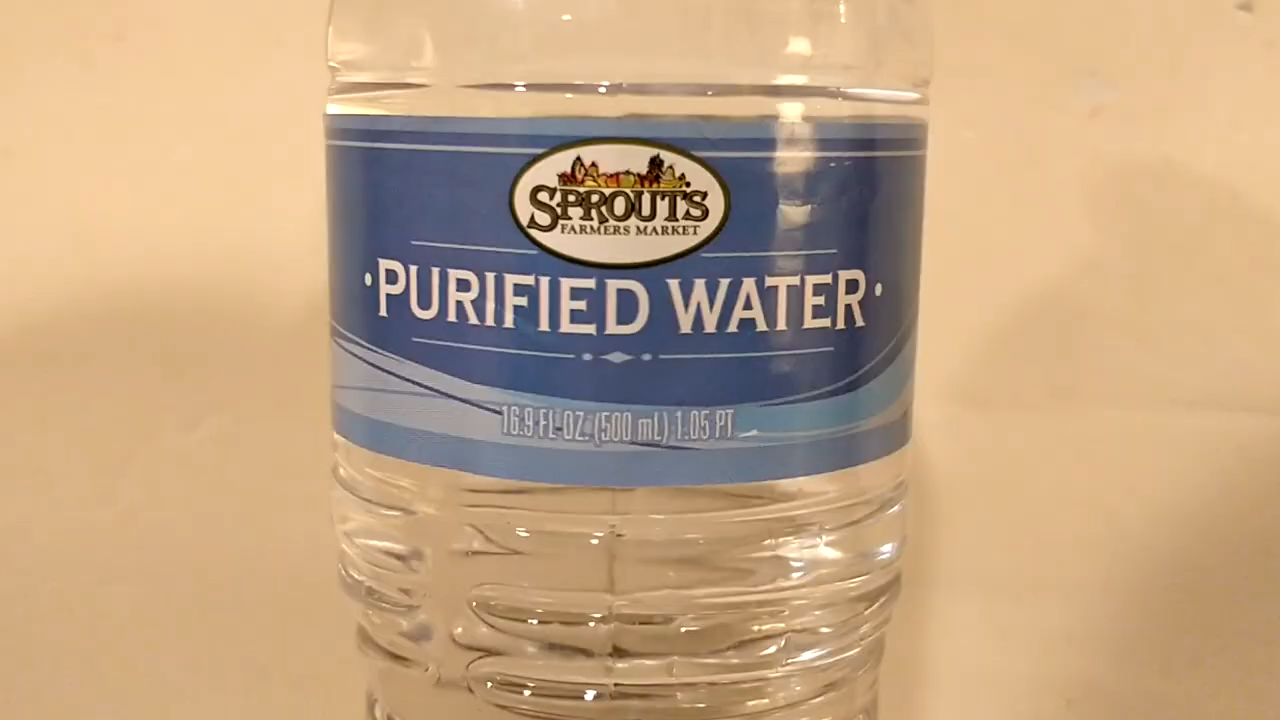 SPROUTS
FARMERS MARKET
·PURIFIED WATER·
16.9 FL OZ. (500 mL) 1.05 PT